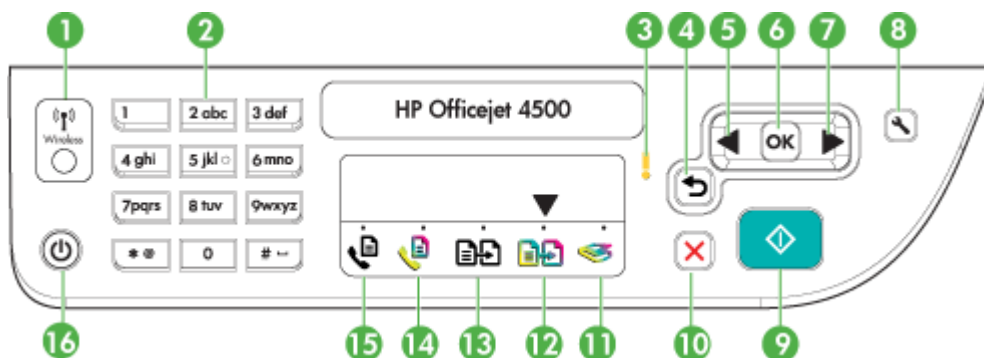 1 2 3 4 5 6 7 8
HP Officejet 4500
Wireless
1 2 abc 3 def
4 ghi 5 jkl 6 mno
7pqrs 8 tuv 9wxyz
* @ 0 # ⎵
OK
16 15 14 13 12 11 10 9